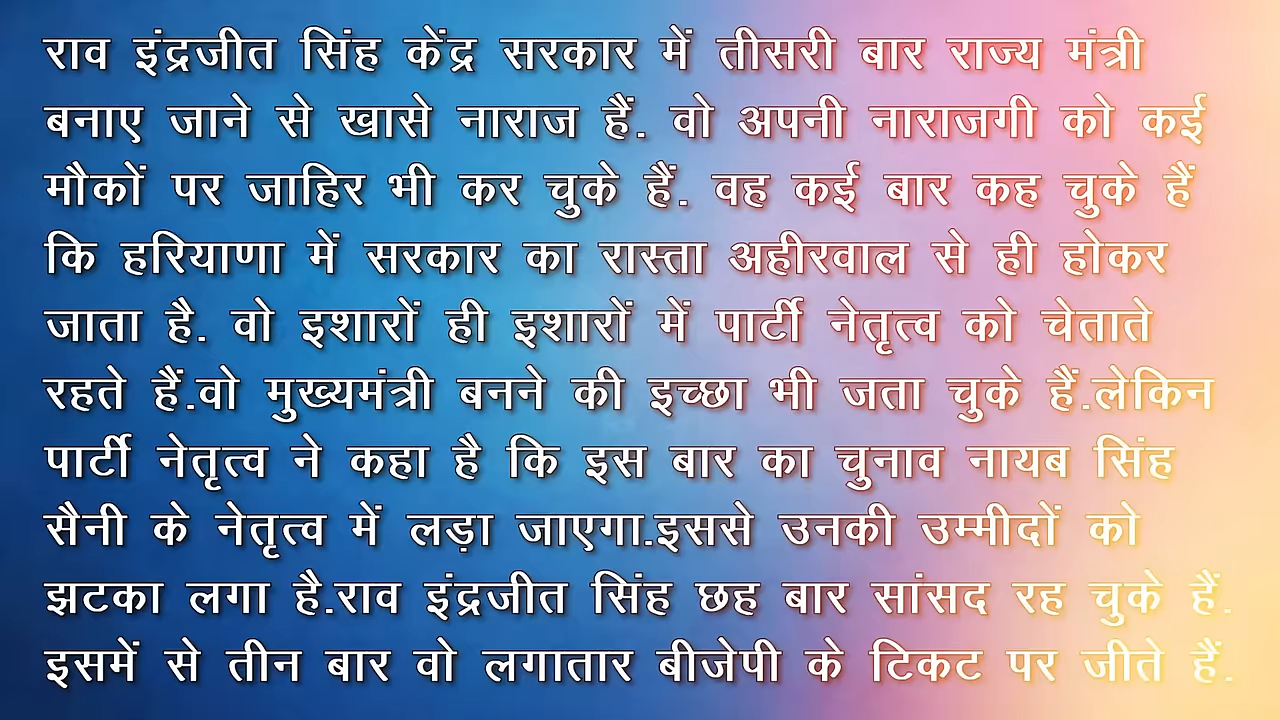 राव इंद्रजीत सिंह केंद्र सरकार में तीसरी बार राज्य मंत्री
बनाए जाने से खासे नाराज हैं. वो अपनी नाराजगी को कई
मौकों पर जाहिर भी कर चुके हैं. वह कई बार कह चुके हैं
कि हरियाणा में सरकार का रास्ता अहीरवाल से ही होकर
जाता है. वो इशारों ही इशारों में पार्टी नेतृत्व को चेताते
रहते हैं.वो मुख्यमंत्री बनने की इच्छा भी जता चुके हैं.लेकिन
पार्टी नेतृत्व ने कहा है कि इस बार का चुनाव नायब सिंह
सैनी के नेतृत्व में लड़ा जाएगा.इससे उनकी उम्मीदों को
झटका लगा है.राव इंद्रजीत सिंह छह बार सांसद रह चुके हैं.
इसमें से तीन बार वो लगातार बीजेपी के टिकट पर जीते हैं.